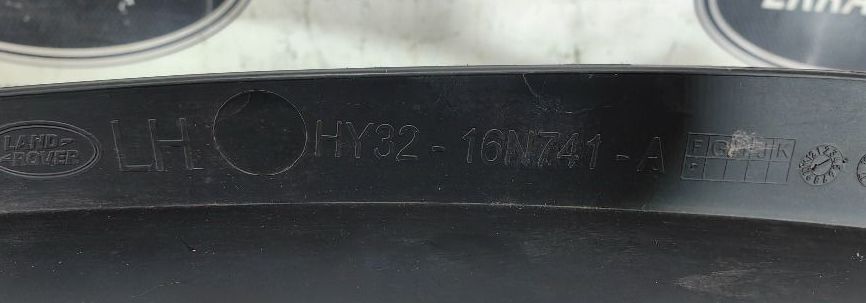 LAND ROVER LH HY32 - 16N741 - A